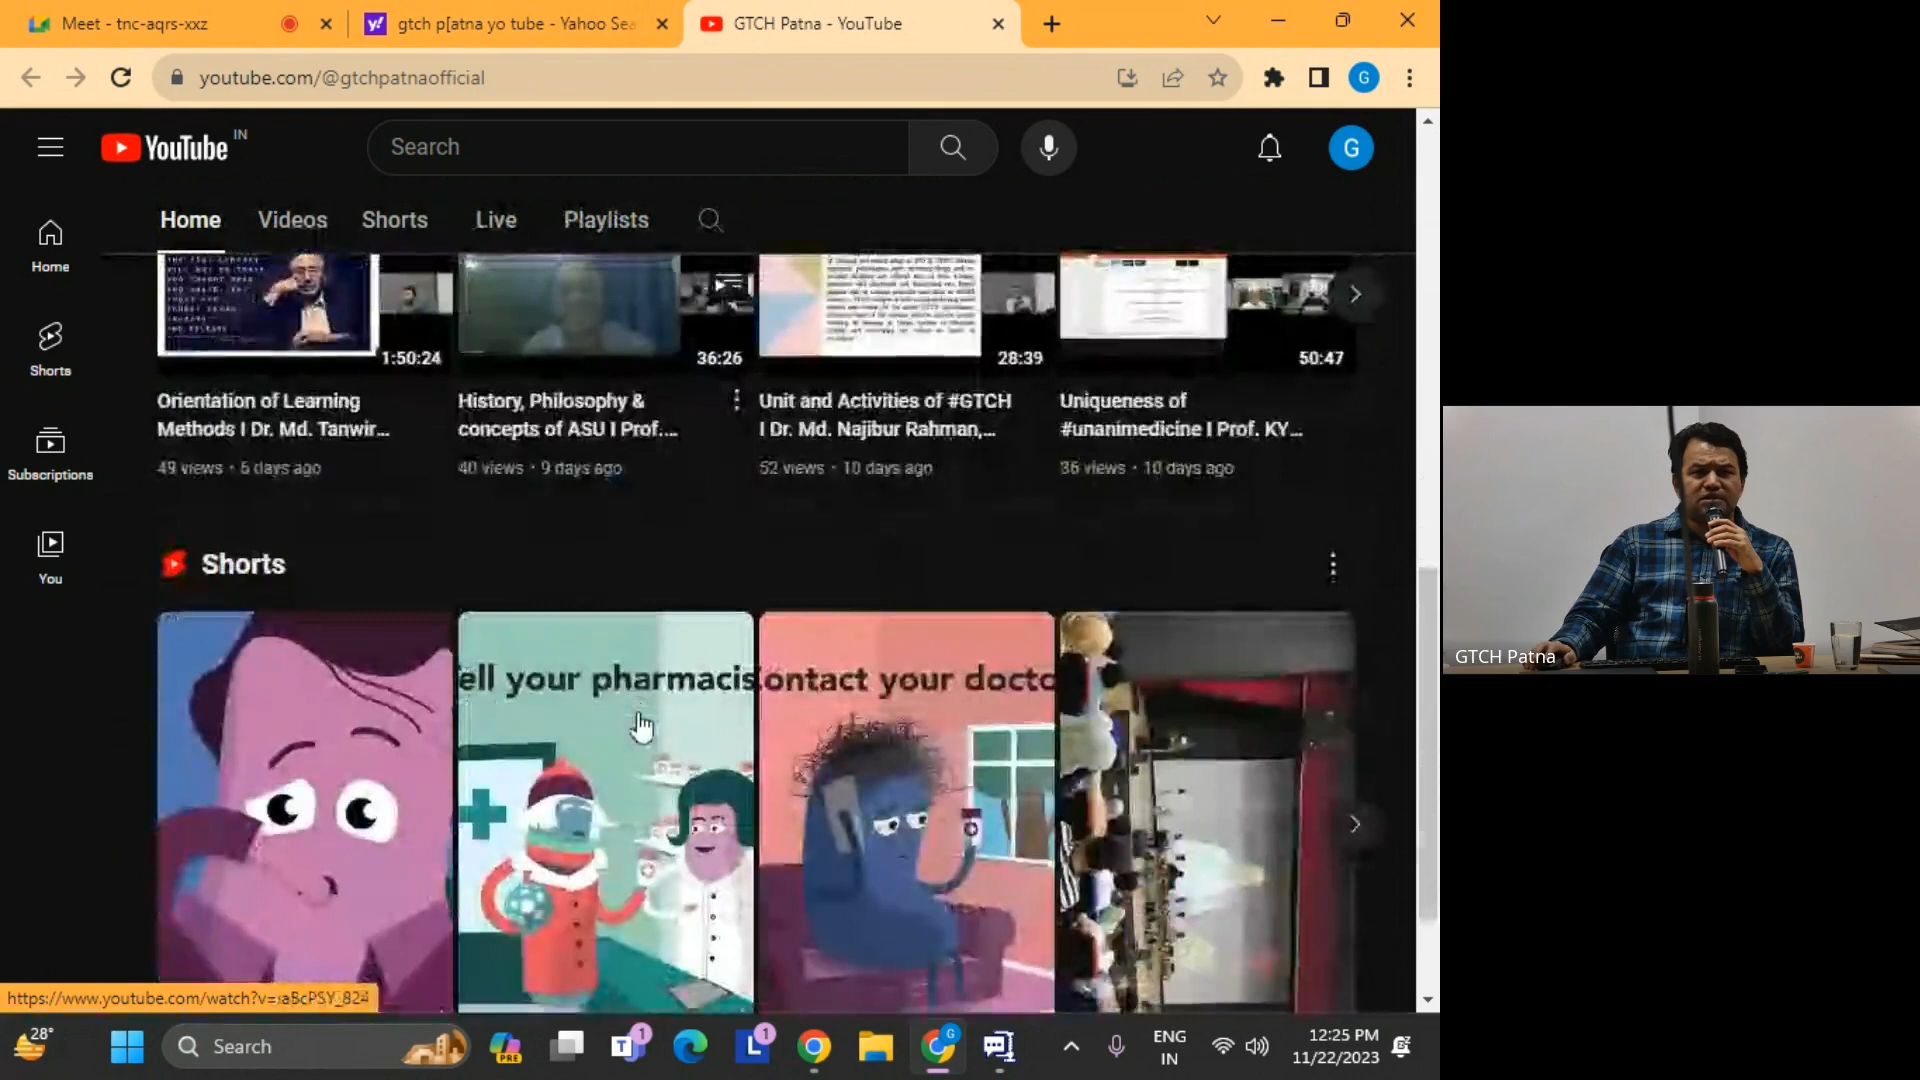 Meet - tnc-aqrs-xxz
gtch p[atna yo tube - Yahoo Sea
GTCH Patna - YouTube
youtube.com/@gtchpatnaofficial
G
YouTube IN
Search
G
Home Videos Shorts Live Playlists
Home
Shorts
Subscriptions
You
1:50:24
36:26
28:39
50:47
Orientation of Learning
Methods I Dr. Md. Tanwir...
49 views • 6 days ago
History, Philosophy &
concepts of ASU I Prof....
40 views • 9 days ago
Unit and Activities of #GTCH
I Dr. Md. Najibur Rahman,...
52 views • 10 days ago
Uniqueness of
#unanimedicine I Prof. KY...
36 views • 10 days ago
Shorts
ell your pharmacis
ontact your docto
GTCH Patna
28°
Search
PRE
T 1
L 1
G
ENG
IN
12:25 PM
11/22/2023